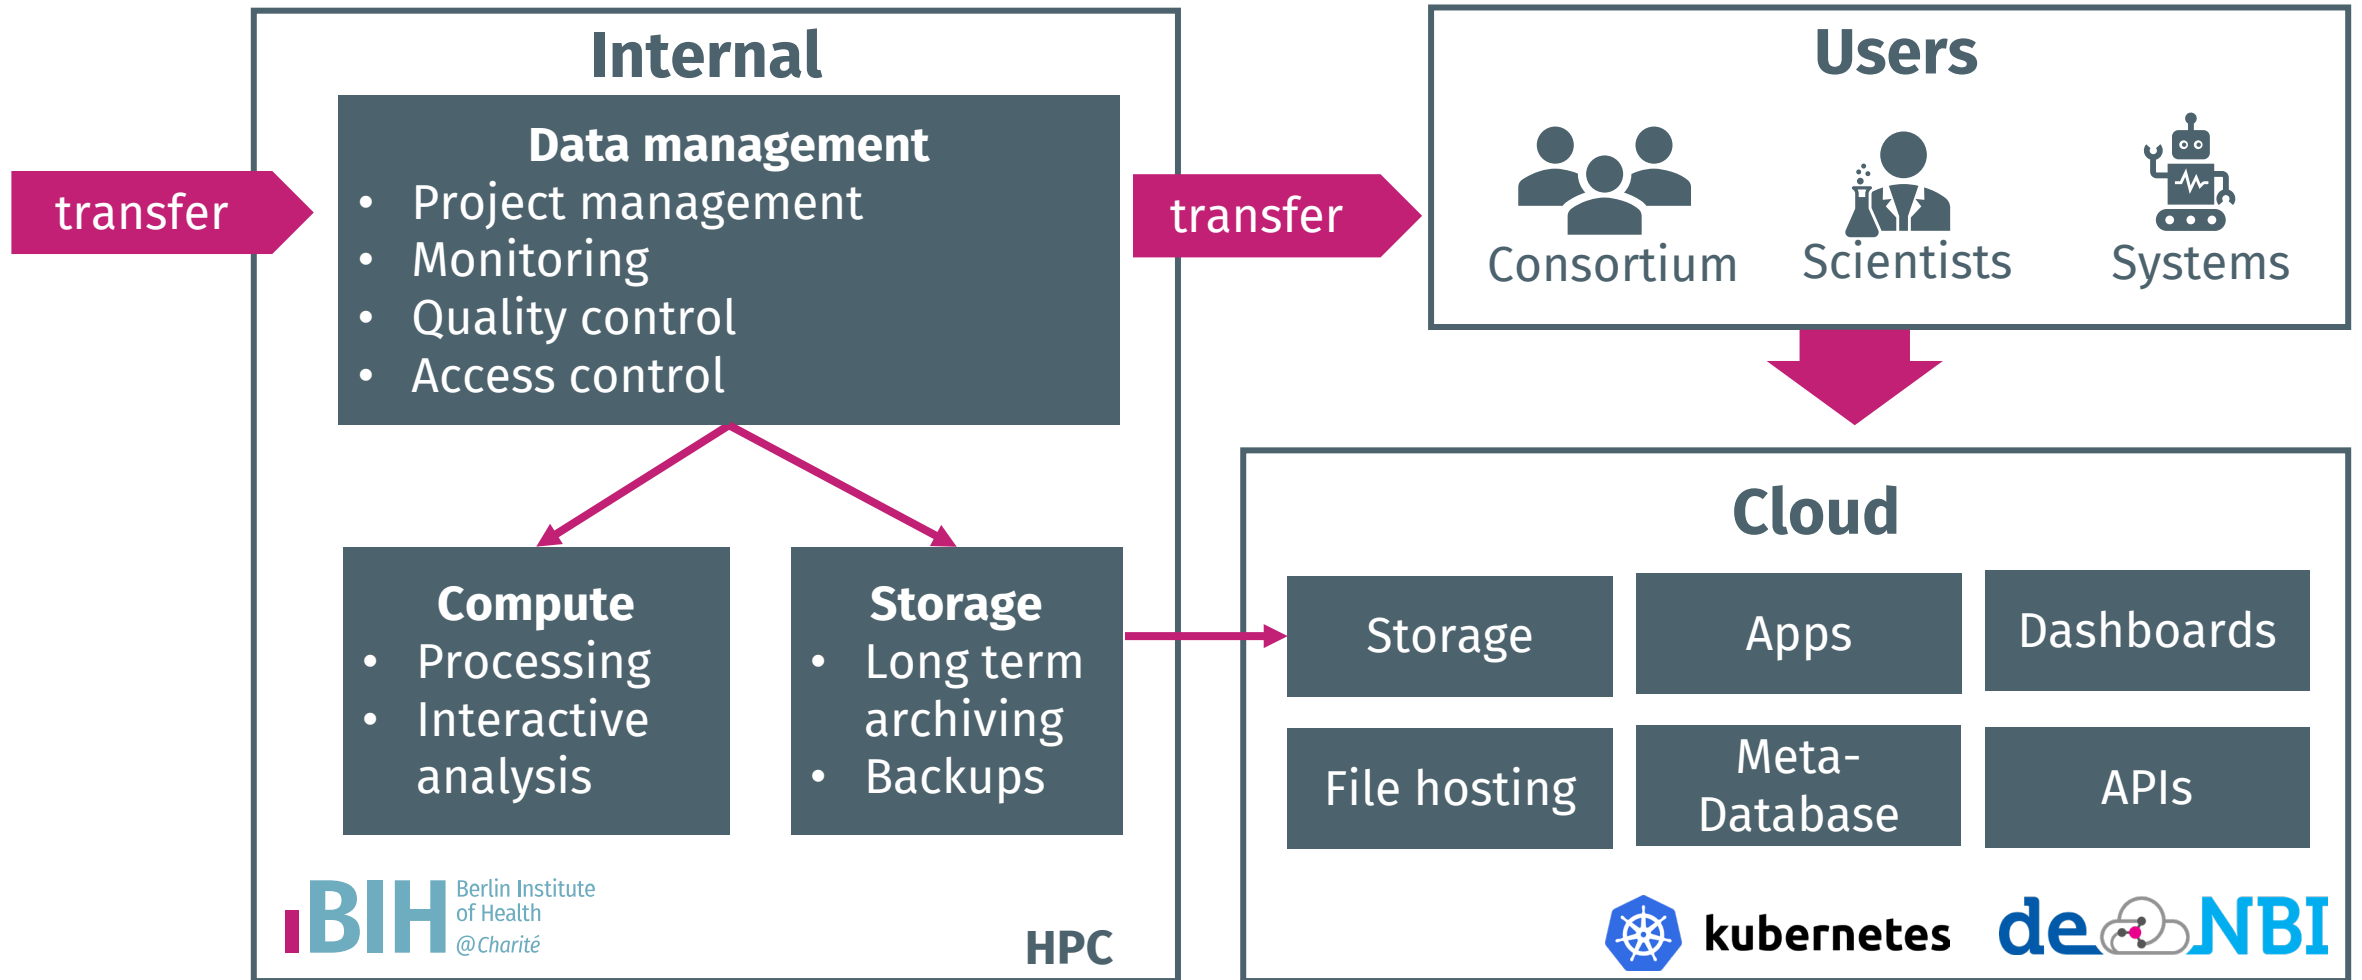 transfer
Internal
Data management
• Project management
• Monitoring
• Quality control
• Access control
Compute
• Processing
• Interactive
analysis
Storage
• Long term
archiving
• Backups
BIH
Berlin Institute
of Health
@Charité
HPC
transfer
Users
Consortium
Scientists
Systems
Cloud
Storage
Apps
Dashboards
File hosting
Meta-
Database
APIs
kubernetes
de NBI